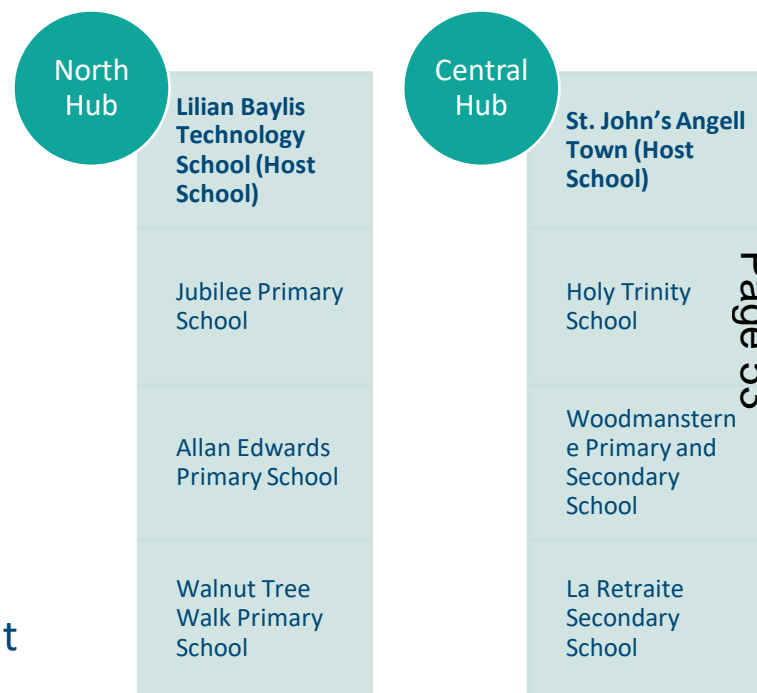 North
Hub
Lilian Baylis
Technology
School (Host
School)
Jubilee Primary
School
Allan Edwards
Primary School
Walnut Tree
Walk Primary
School
Central
Hub
St. John's Angell
Town (Host
School)
Holy Trinity
School
Woodmanstern
e Primary and
Secondary
School
La Retraite
Secondary
School
t